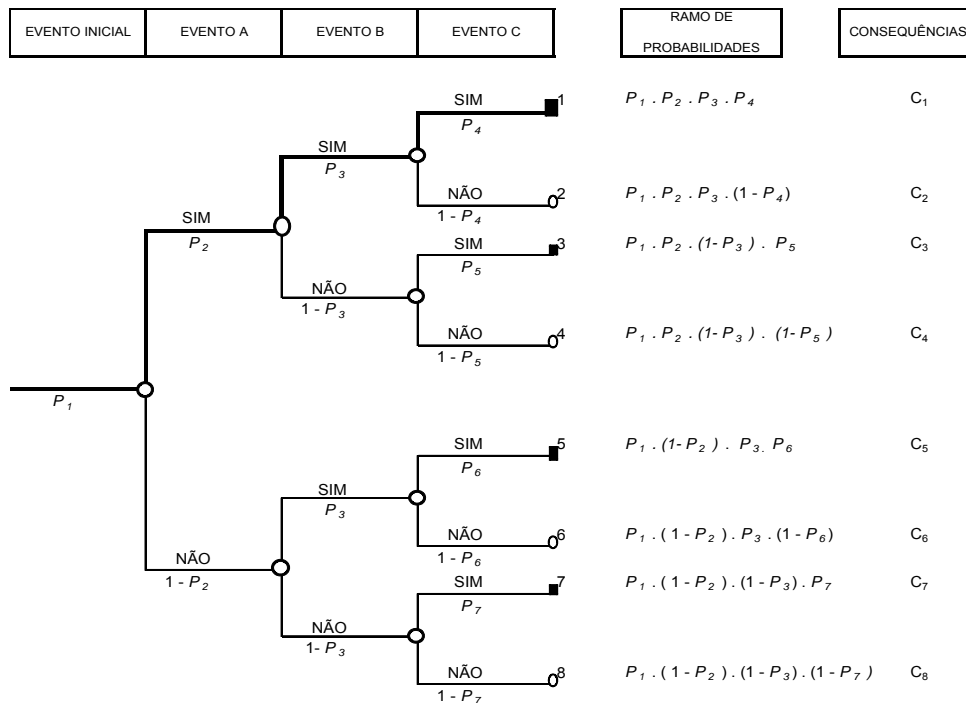 EVENTO INICIAL EVENTO A EVENTO B EVENTO C RAMO DE PROBABILIDADES CONSEQUÊNCIAS
SIM 1 P₁ . P₂ . P₃ . P₄ C₁
P₄
SIM
P₃
NÃO 2 P₁ . P₂ . P₃ . (1 - P₄) C₂
1 - P₄
SIM
P₂
SIM 3 P₁ . P₂ . (1- P₃ ) . P₅ C₃
P₅
NÃO
1 - P₃
NÃO 4 P₁ . P₂ . (1- P₃ ) . (1- P₅ ) C₄
1 - P₅
P₁
SIM 5 P₁ . (1- P₂ ) . P₃ . P₆ C₅
P₆
SIM
P₃
NÃO 6 P₁ . ( 1 - P₂ ) . P₃ . (1 - P₆) C₆
1 - P₆
NÃO
1 - P₂
SIM 7 P₁ . ( 1 - P₂ ) . (1 - P₃) . P₇ C₇
P₇
NÃO
1- P₃
NÃO 8 P₁ . ( 1 - P₂ ) . (1 - P₃) . (1 - P₇ ) C₈
1 - P₇